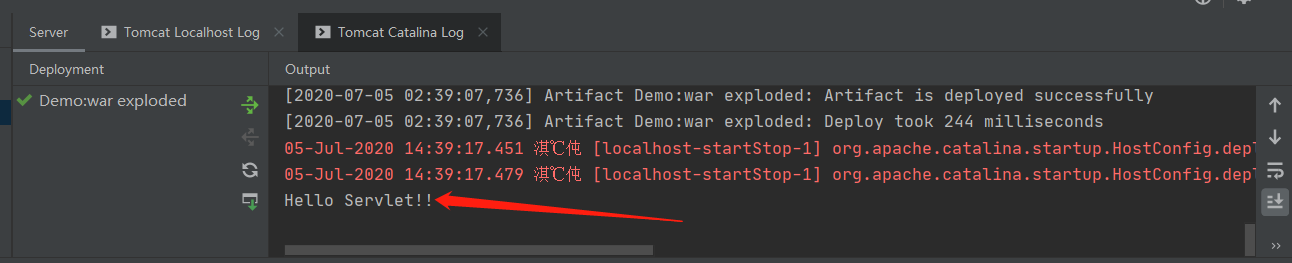 Server
Tomcat Localhost Log
Tomcat Catalina Log
Deployment
Output
Demo:war exploded
[2020-07-05 02:39:07,736] Artifact Demo:war exploded: Artifact is deployed successfully
[2020-07-05 02:39:07,736] Artifact Demo:war exploded: Deploy took 244 milliseconds
05-Jul-2020 14:39:17.451 淇℃伅 [localhost-startStop-1] org.apache.catalina.startup.HostConfig.depl
05-Jul-2020 14:39:17.479 淇℃伅 [localhost-startStop-1] org.apache.catalina.startup.HostConfig.depl
Hello Servlet!!